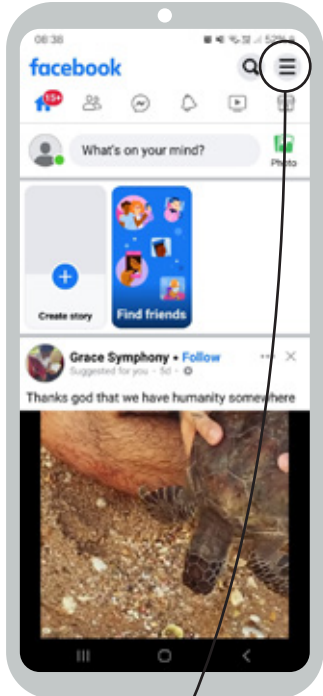 08:38
facebook
15+
What's on your mind?
Photo
Create story
Find friends
Grace Symphony • Follow
Suggested for you · 5d ·
Thanks god that we have humanity somewhere